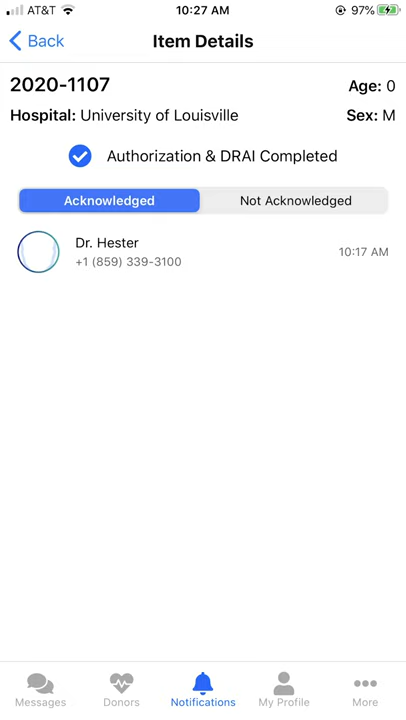 AT&T 10:27 AM 97%
Back Item Details
2020-1107 Age: 0
Hospital: University of Louisville Sex: M
Authorization & DRAI Completed
Acknowledged Not Acknowledged
Dr. Hester
+1 (859) 339-3100 10:17 AM
Messages Donors Notifications My Profile More